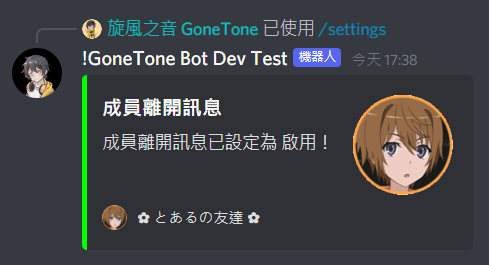 旋風之音 GoneTone 已使用 /settings
!GoneTone Bot Dev Test 機器人 今天 17:38
成員離開訊息
成員離開訊息已設定為 啟用！
✿ とあるの友達 ✿